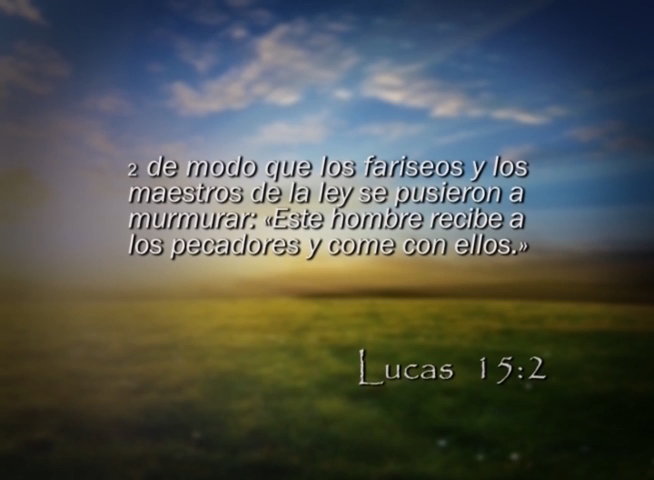 2 de modo que los fariseos y los
maestros de la ley se pusieron a
murmurar: «Este hombre recibe a
los pecadores y come con ellos.»
Lucas 15:2